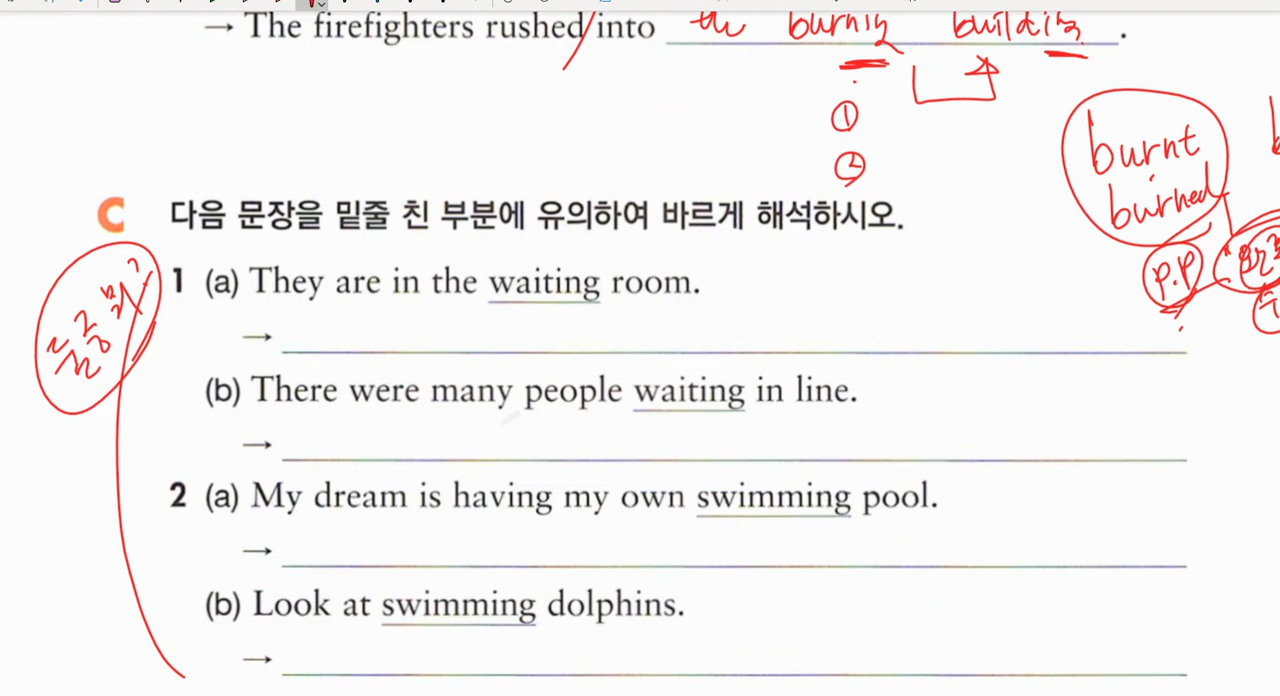 → The firefighters rushed/into the burning building.
①
②
burnt
burned
p.p
C 다음 문장을 밑줄 친 부분에 유의하여 바르게 해석하시오.
1 (a) They are in the waiting room.
→
(b) There were many people waiting in line.
→
2 (a) My dream is having my own swimming pool.
→
(b) Look at swimming dolphins.
→